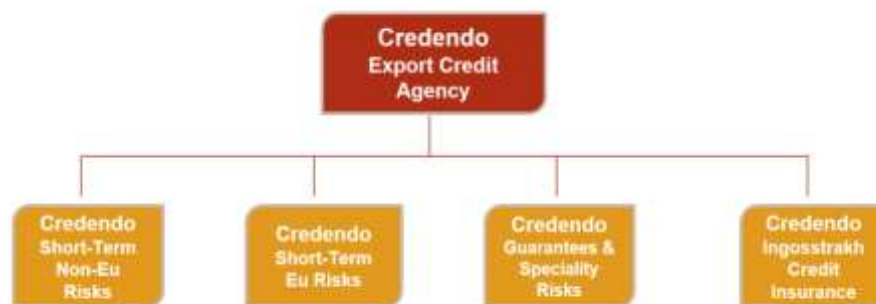 Credendo
Export Credit
Agency
Credendo
Short-Term
Non-Eu
Risks
Credendo
Short-Term
Eu Risks
Credendo
Guarantees &
Speciality
Risks
Credendo
Ingosstrakh
Credit
Insurance